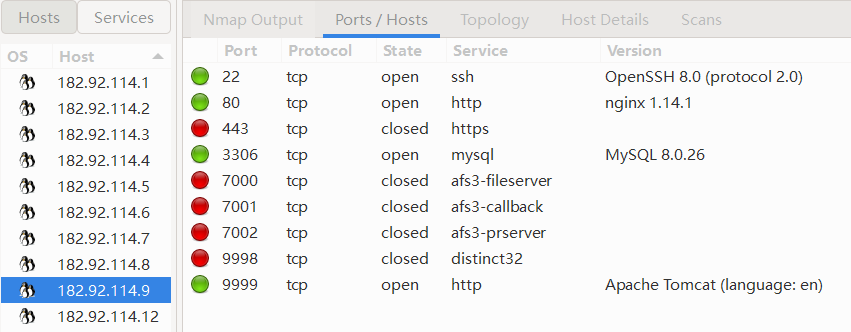 Hosts Services
Nmap Output Ports / Hosts Topology Host Details Scans
OS Host
182.92.114.1
182.92.114.2
182.92.114.3
182.92.114.4
182.92.114.5
182.92.114.6
182.92.114.7
182.92.114.8
182.92.114.9
182.92.114.12
Port Protocol State Service Version
22 tcp open ssh OpenSSH 8.0 (protocol 2.0)
80 tcp open http nginx 1.14.1
443 tcp closed https
3306 tcp open mysql MySQL 8.0.26
7000 tcp closed afs3-fileserver
7001 tcp closed afs3-callback
7002 tcp closed afs3-prserver
9998 tcp closed distinct32
9999 tcp open http Apache Tomcat (language: en)